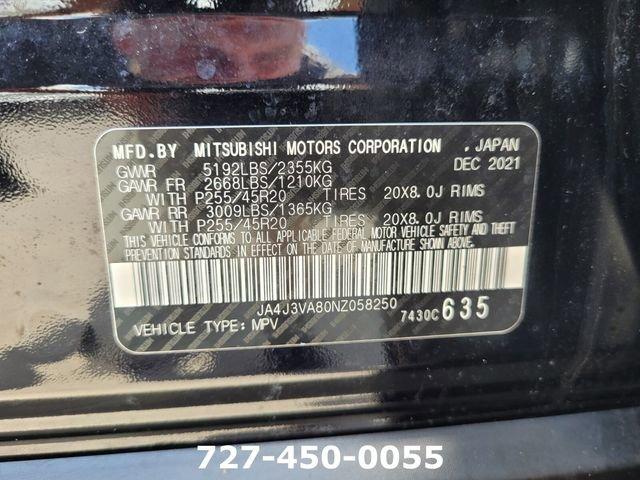 MFD.BY MITSUBISHI MOTORS CORPORATION , JAPAN
GVWR 5192LBS/2355KG DEC 2021
GAWR FR 2668LBS/1210KG
WITH P255/45R20 TIRES 20X8.0J RIMS
GAWR RR 3009LBS/1365KG
WITH P255/45R20 TIRES 20X8.0J RIMS
THIS VEHICLE CONFORMS TO ALL APPLICABLE FEDERAL MOTOR VEHICLE SAFETY AND THEFT
PREVENTION STANDARDS IN EFFECT ON THE DATE OF MANUFACTURE SHOWN ABOVE.
JA4J3VA80NZ058250 7430C635
VEHICLE TYPE: MPV
727-450-0055